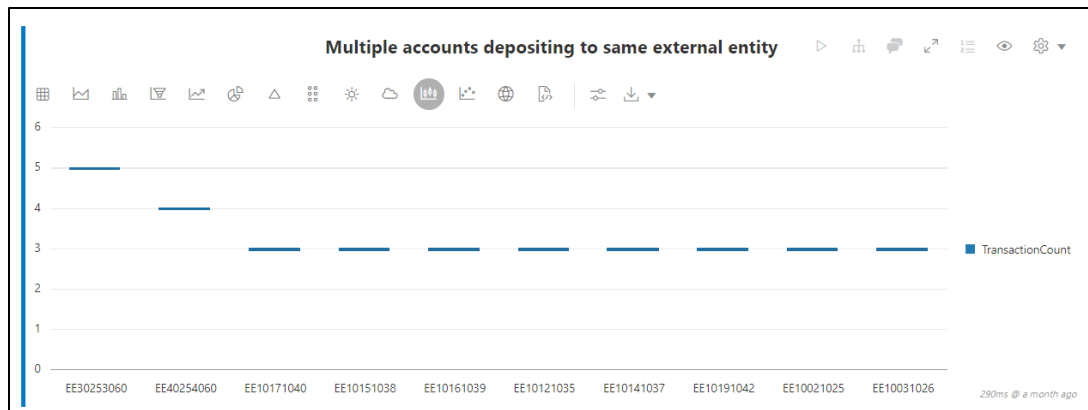 Multiple accounts depositing to same external entity
6
5
4
3
2
1
0
TransactionCount
EE30253060 EE40254060 EE10171040 EE10151038 EE10161039 EE10121035 EE10141037 EE10191042 EE10021025 EE10031026
290ms @ a month ago